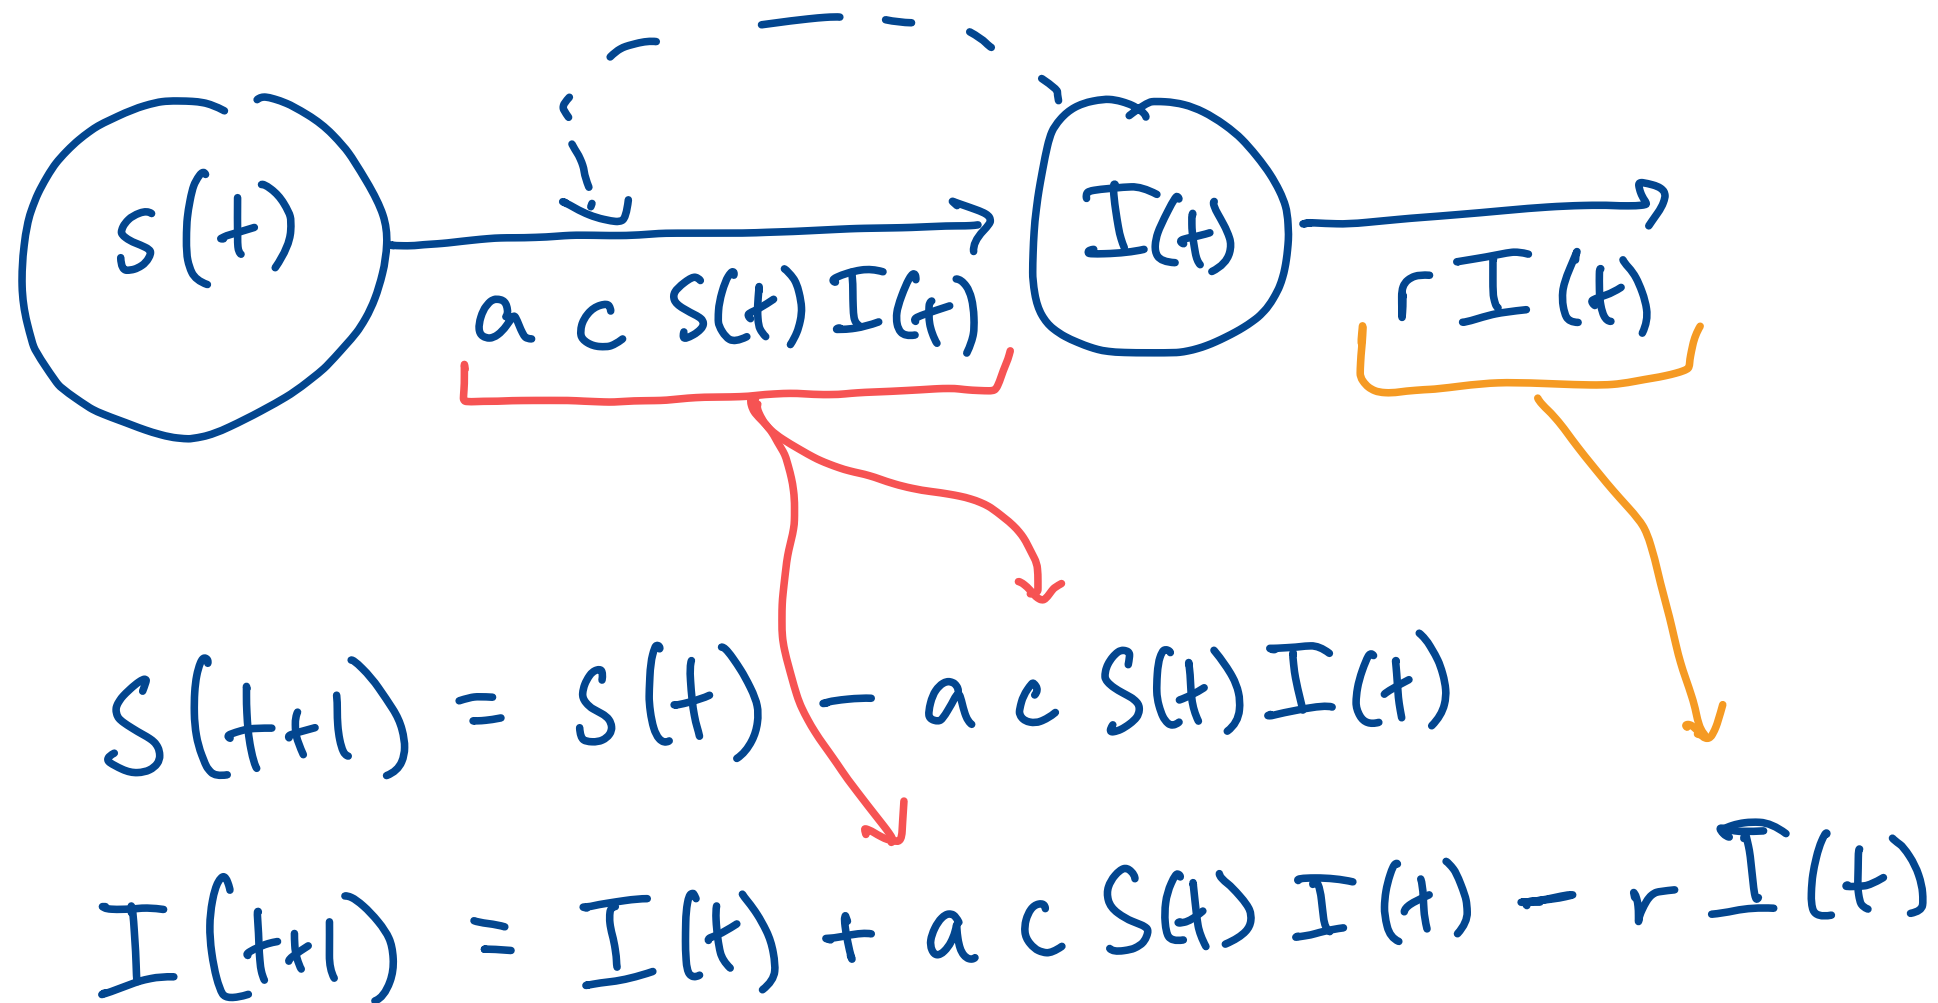 S(t)
I(t)
a c S(t) I(t)
r I(t)
S(t+1) = S(t) - a c S(t) I(t)
I(t+1) = I(t) + a c S(t) I(t) - r I(t)